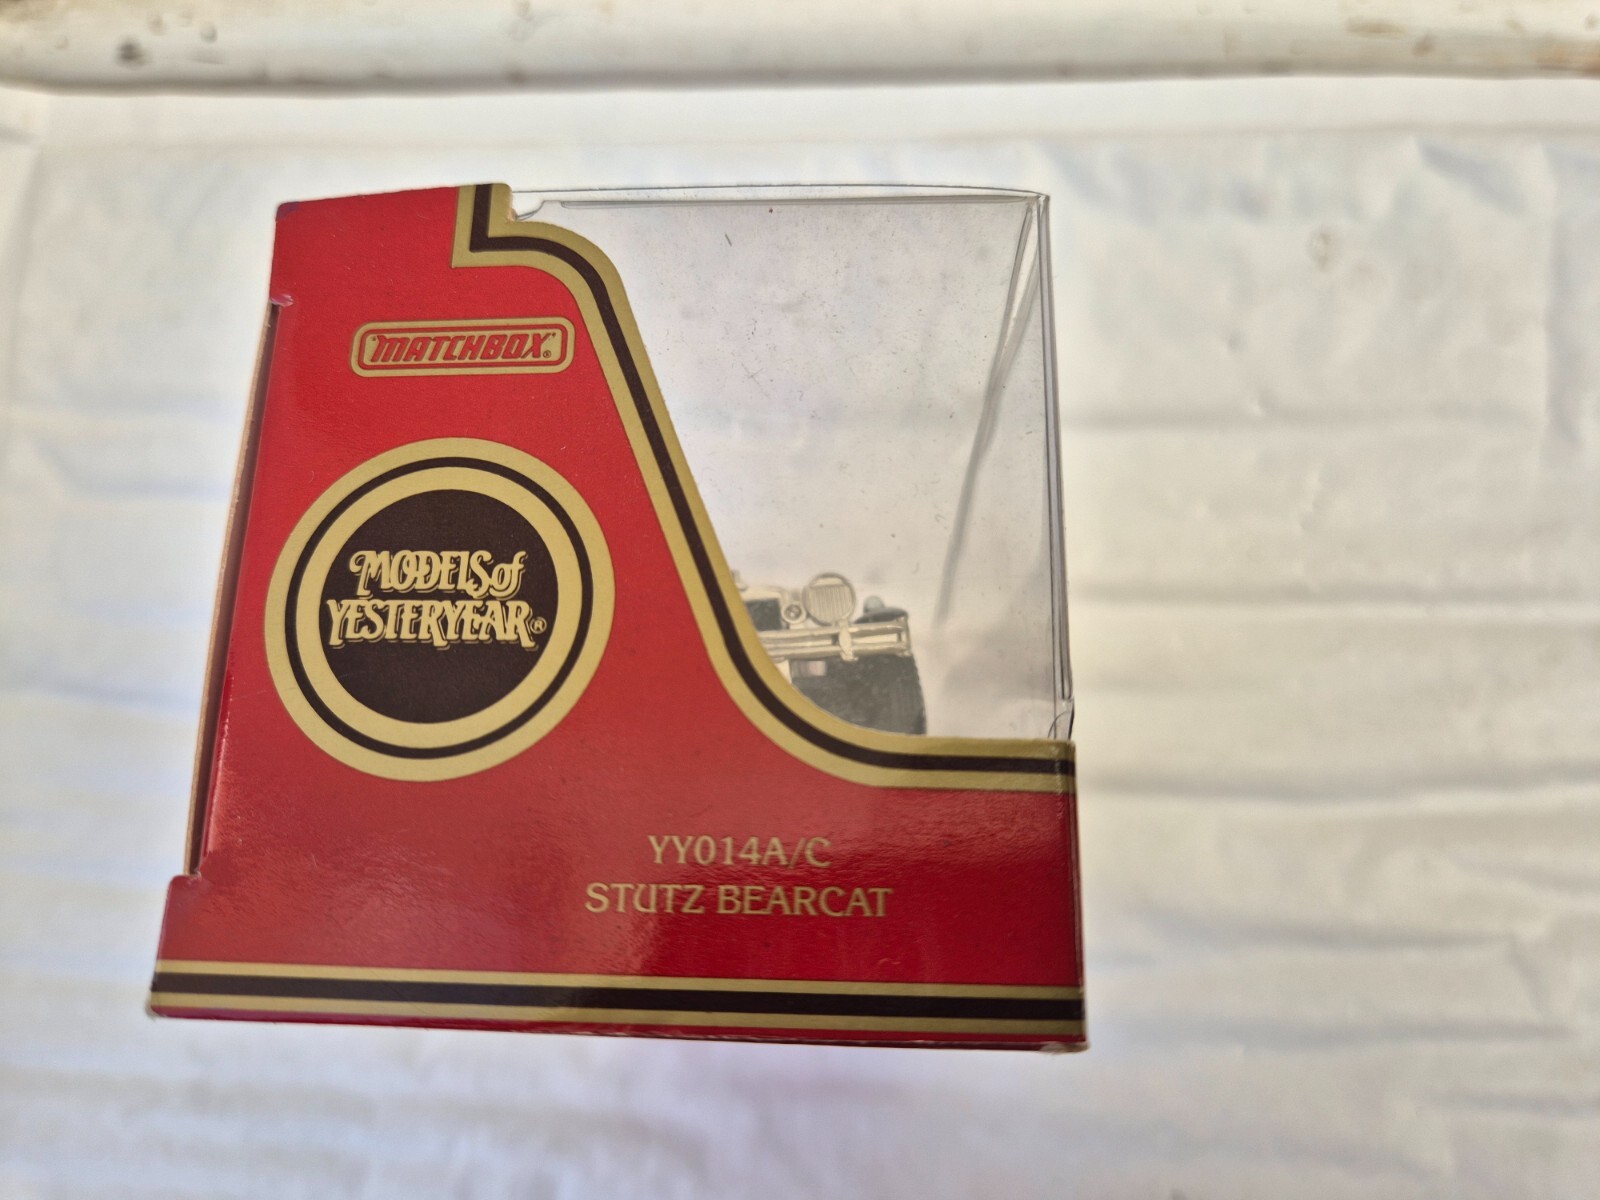 MATCHBOX®
MODELS of
YESTERYEAR®
YY014A/C
STUTZ BEARCAT